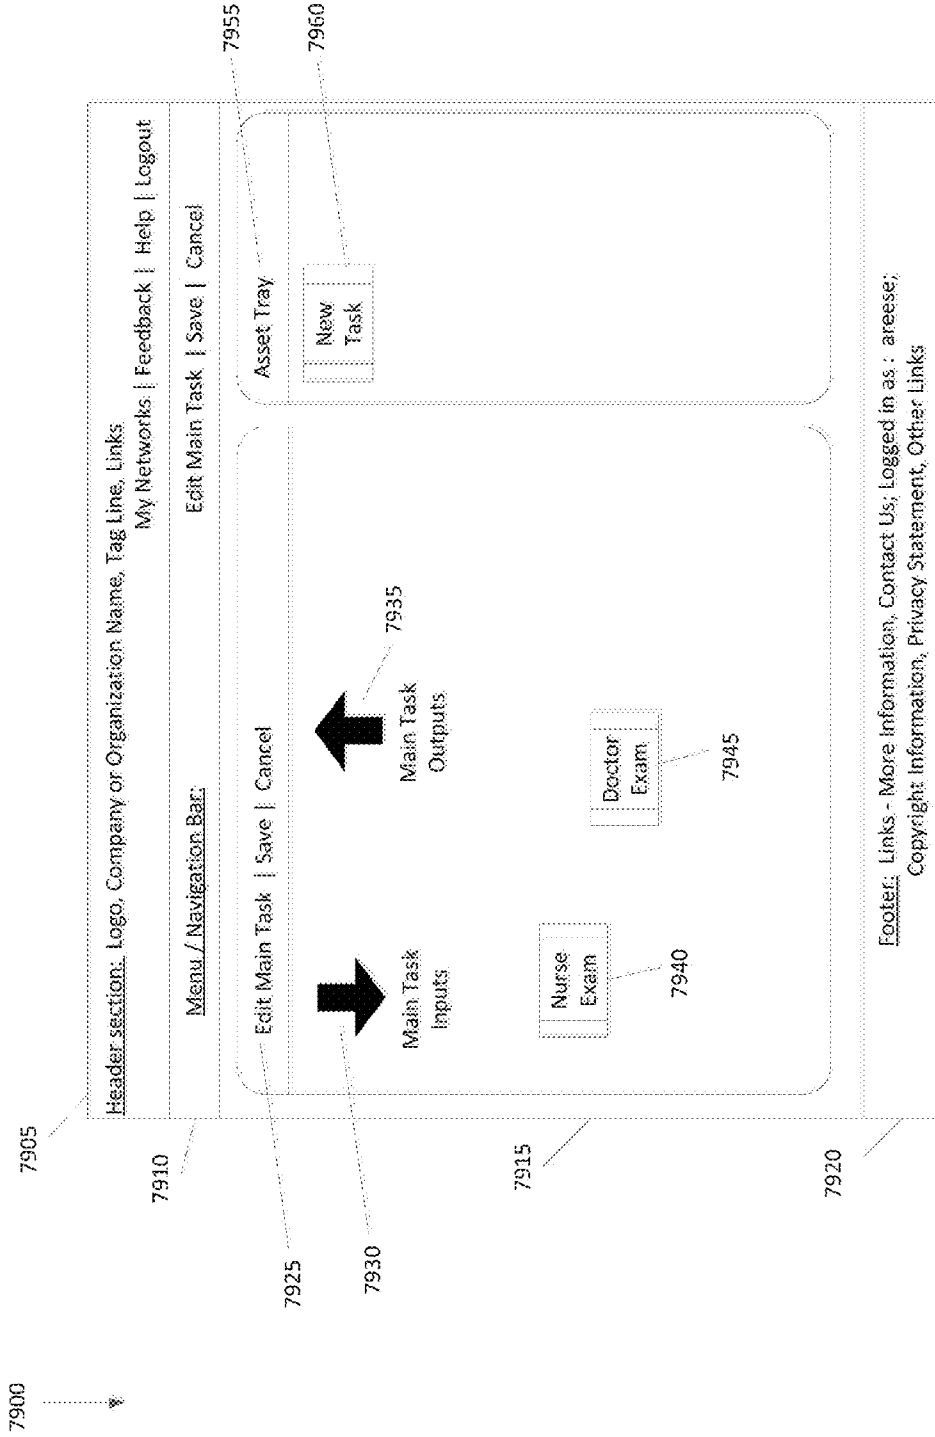 7900
7905
Header section: Logo, Company or Organization Name, Tag Line, Links
My Networks | Feedback | Help | Logout
7910
Menu / Navigation Bar:
Edit Main Task | Save | Cancel
7925
Edit Main Task | Save | Cancel
Asset Tray
7955
7930
Main Task
Inputs
7935
Main Task
Outputs
New
Task
7960
7915
Nurse
Exam
7940
Doctor
Exam
7945
7920
Footer: Links - More Information, Contact Us; Logged in as : areese;
Copyright Information, Privacy Statement, Other Links